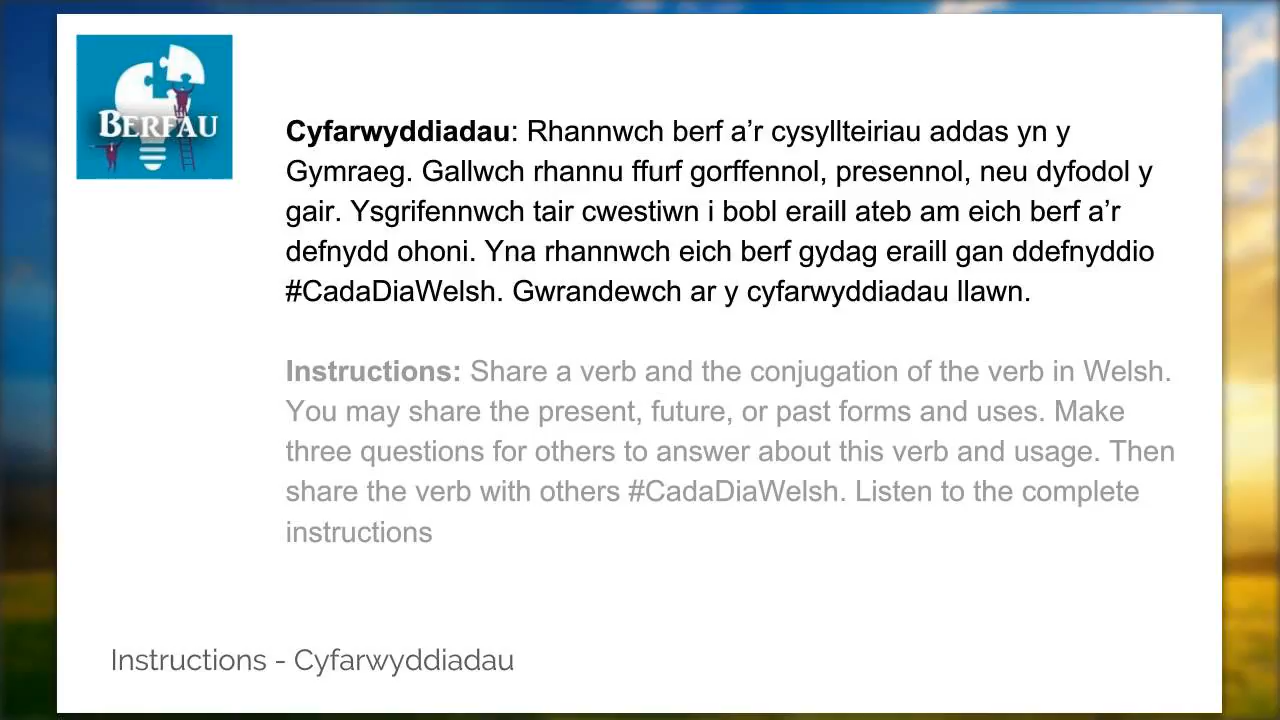 BERFAU
Cyfarwyddiadau: Rhannwch berf a’r cysyllteiriau addas yn y
Gymraeg. Gallwch rhannu ffurf gorffennol, presennol, neu dyfodol y
gair. Ysgrifennwch tair cwestiwn i bobl eraill ateb am eich berf a’r
defnydd ohoni. Yna rhannwch eich berf gydag eraill gan ddefnyddio
#CadaDiaWelsh. Gwrandewch ar y cyfarwyddiadau llawn.
Instructions: Share a verb and the conjugation of the verb in Welsh.
You may share the present, future, or past forms and uses. Make
three questions for others to answer about this verb and usage. Then
share the verb with others #CadaDiaWelsh. Listen to the complete
instructions
Instructions - Cyfarwyddiadau